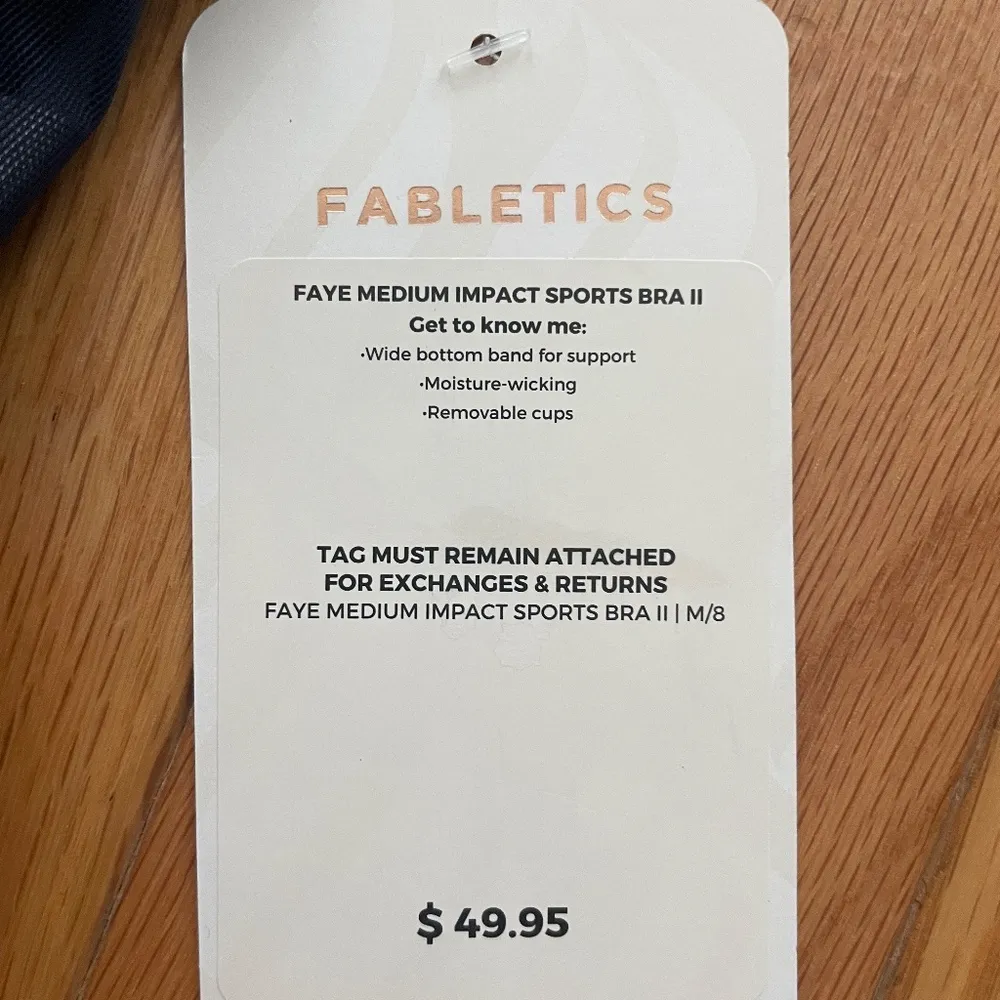 FABLETICS
FAYE MEDIUM IMPACT SPORTS BRA II
Get to know me:
•Wide bottom band for support
•Moisture-wicking
•Removable cups
TAG MUST REMAIN ATTACHED
FOR EXCHANGES & RETURNS
FAYE MEDIUM IMPACT SPORTS BRA II | M/8
$ 49.95